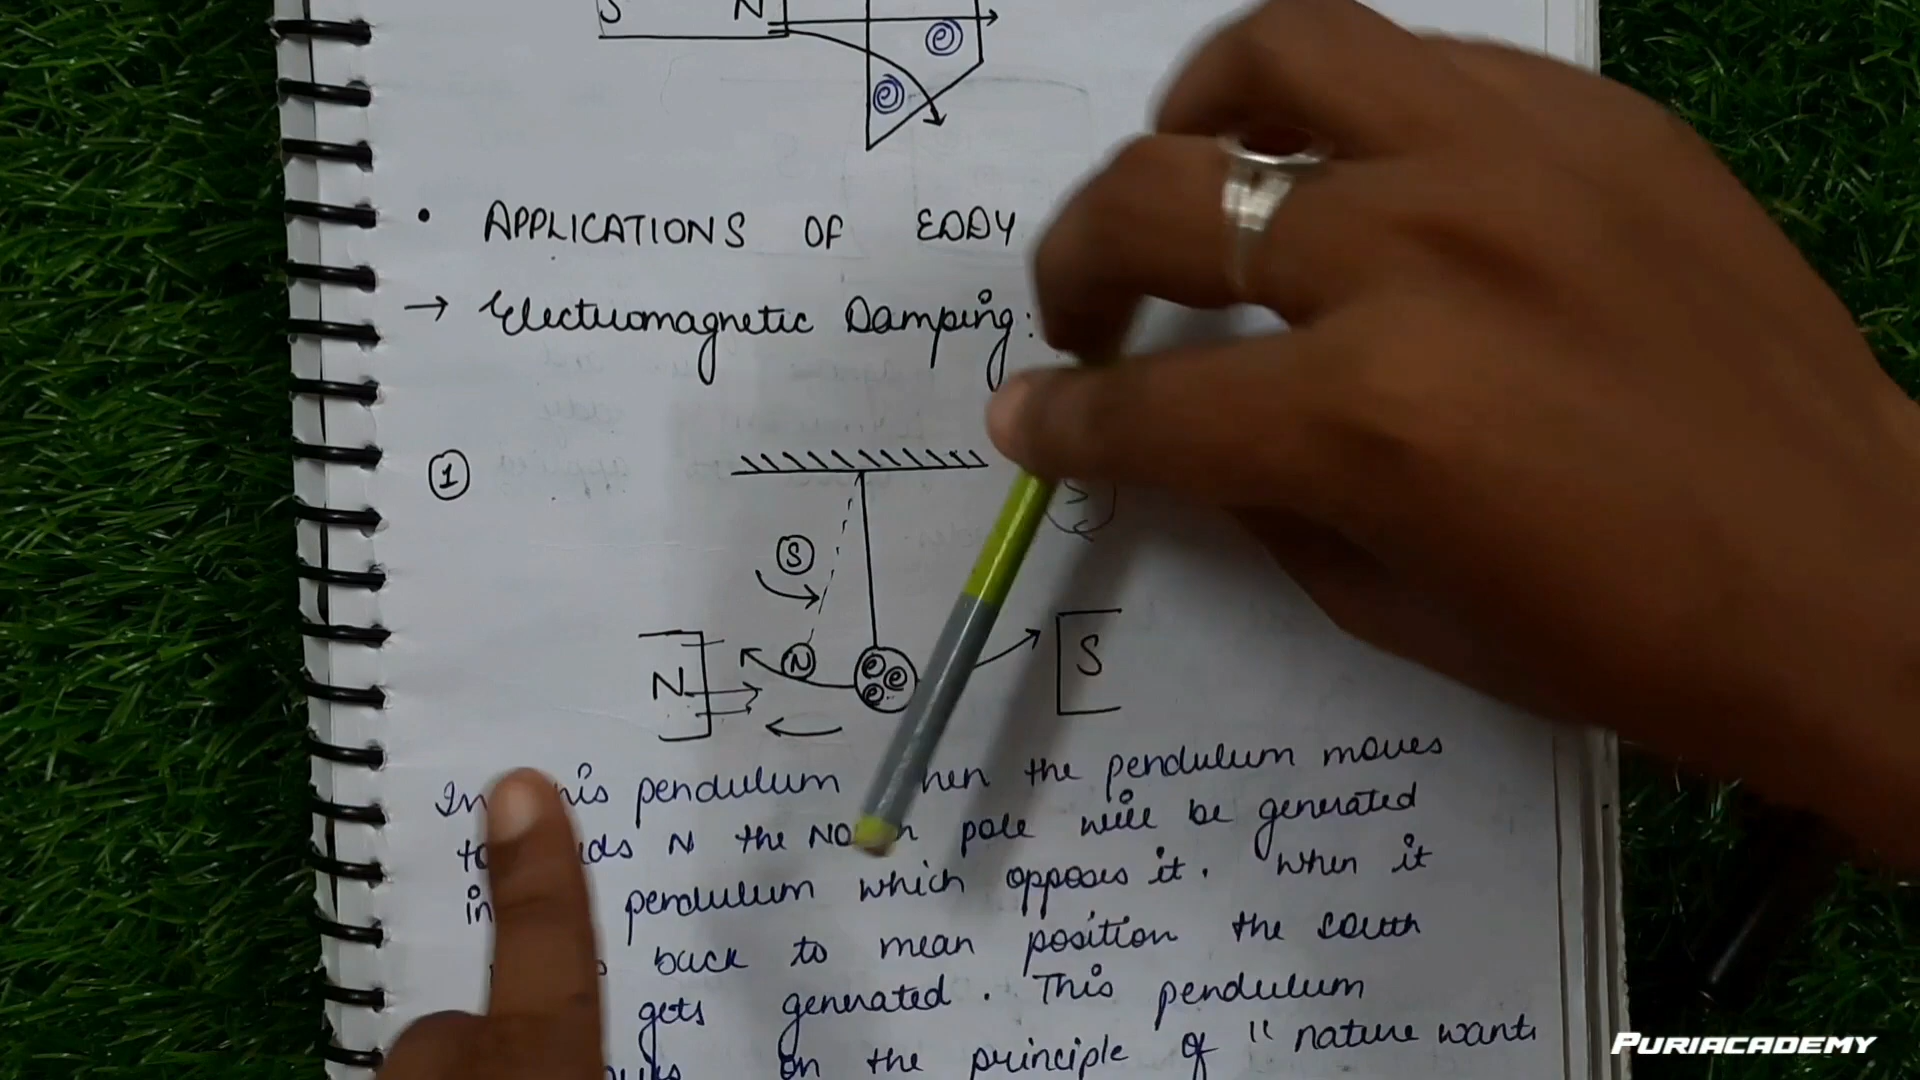 S N
e
e
• APPLICATIONS OF EDDY
→ Electromagnetic Damping:
1
S
N N S
e e e
pendulum the pendulum moves
N the pole will be generated
pendulum which opposes it. When it
back to mean position the south
gets generated. This pendulum
on the principle of " nature wants
PURIACADEMY